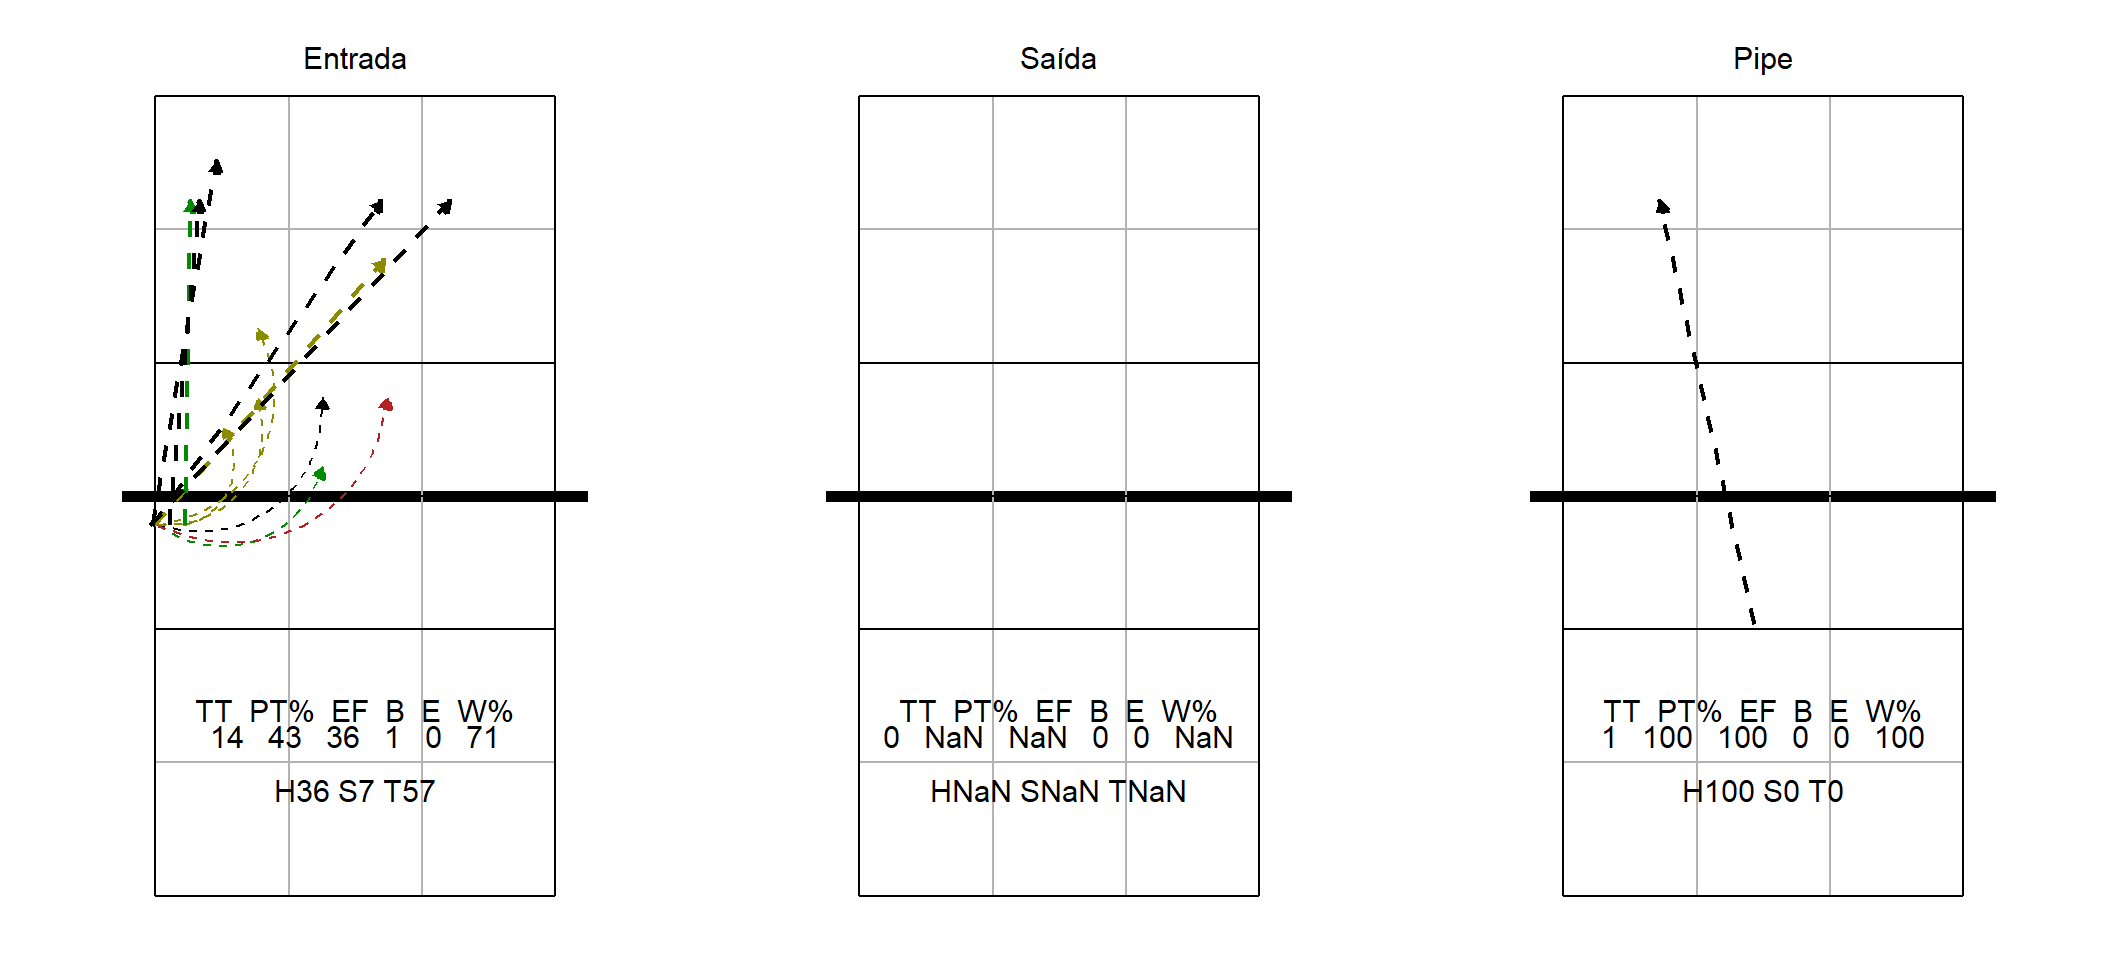 Entrada
TT PT% EF B E W%
14 43 36 1 0 71
H36 S7 T57
Saída
TT PT% EF B E W%
0 NaN NaN 0 0 NaN
HNaN SNaN TNaN
Pipe
TT PT% EF B E W%
1 100 100 0 0 100
H100 S0 T0